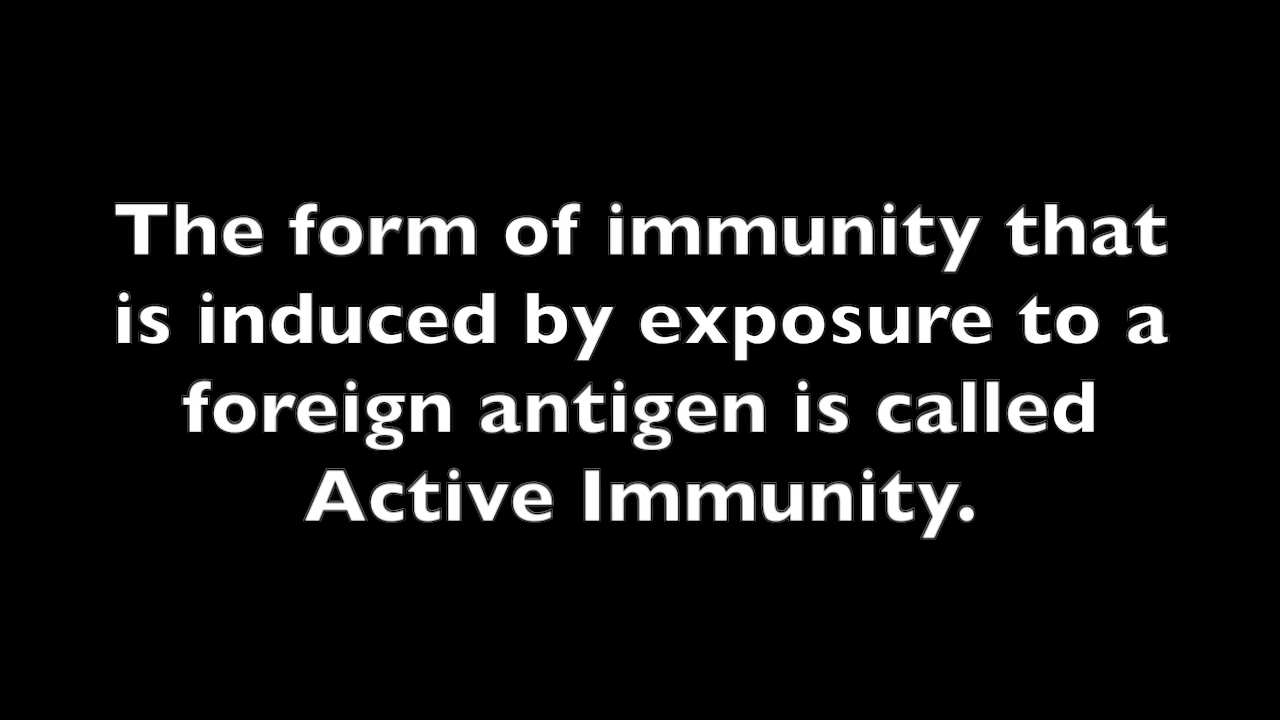 The form of immunity that
is induced by exposure to a
foreign antigen is called
Active Immunity.